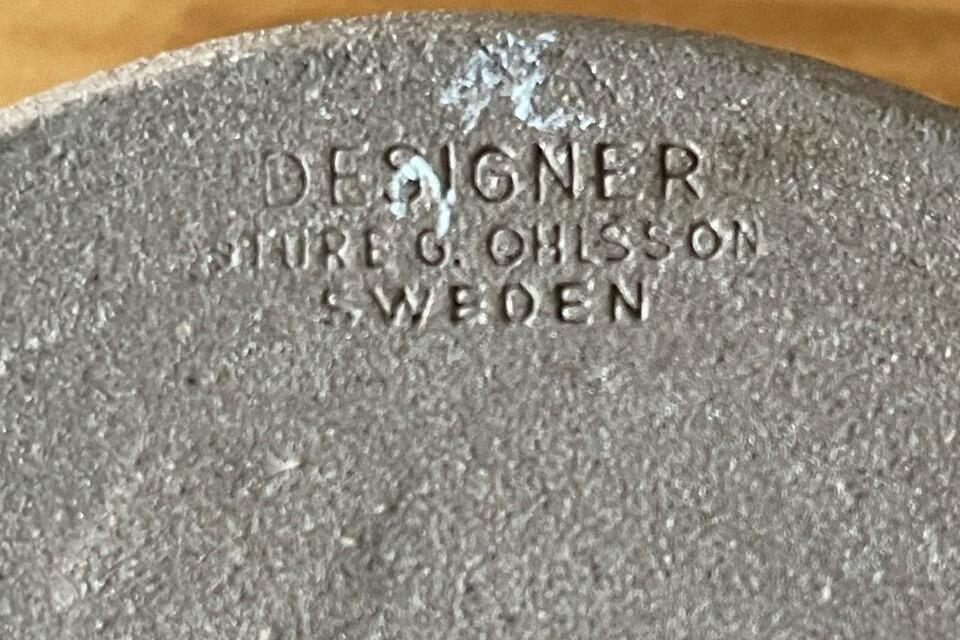 DESIGNER
STURE G. OHLSSON
SWEDEN